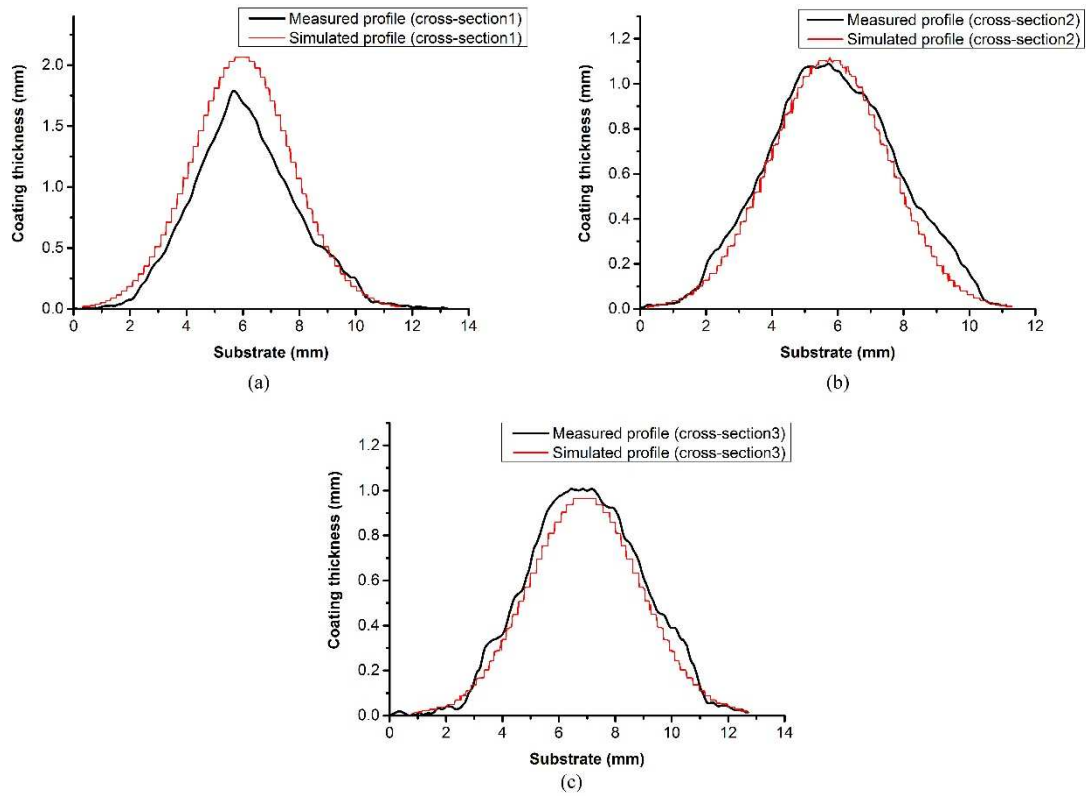 Measured profile (cross-section1)
Simulated profile (cross-section1)
Coating thickness (mm)
2.0
1.5
1.0
0.5
0.0
0 2 4 6 8 10 12 14
Substrate (mm)
(a)
Measured profile (cross-section2)
Simulated profile (cross-section2)
Coating thickness (mm)
1.2
1.0
0.8
0.6
0.4
0.2
0.0
0 2 4 6 8 10 12
Substrate (mm)
(b)
Measured profile (cross-section3)
Simulated profile (cross-section3)
Coating thickness (mm)
1.2
1.0
0.8
0.6
0.4
0.2
0.0
0 2 4 6 8 10 12 14
Substrate (mm)
(c)